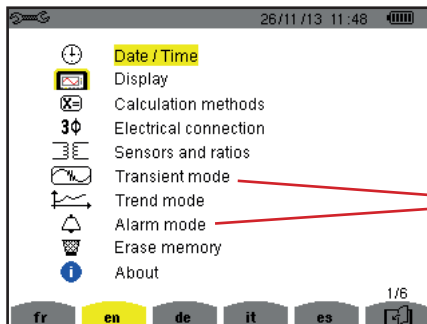 26/11/13 11:48
Date / Time
Display
X= Calculation methods
3Φ Electrical connection
Sensors and ratios
Transient mode
Trend mode
Alarm mode
Erase memory
i About
1/6
fr en de it es